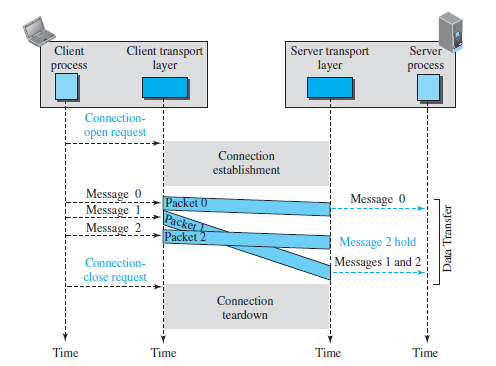 Client process
Client transport layer
Server transport layer
Server process
Connection-
open request
Connection
establishment
Message 0
Message 1
Message 2
Packet 0
Packet 1
Packet 2
Message 0
Message 2 hold
Messages 1 and 2
Data Transfer
Connection-
close request
Connection
teardown
Time
Time
Time
Time